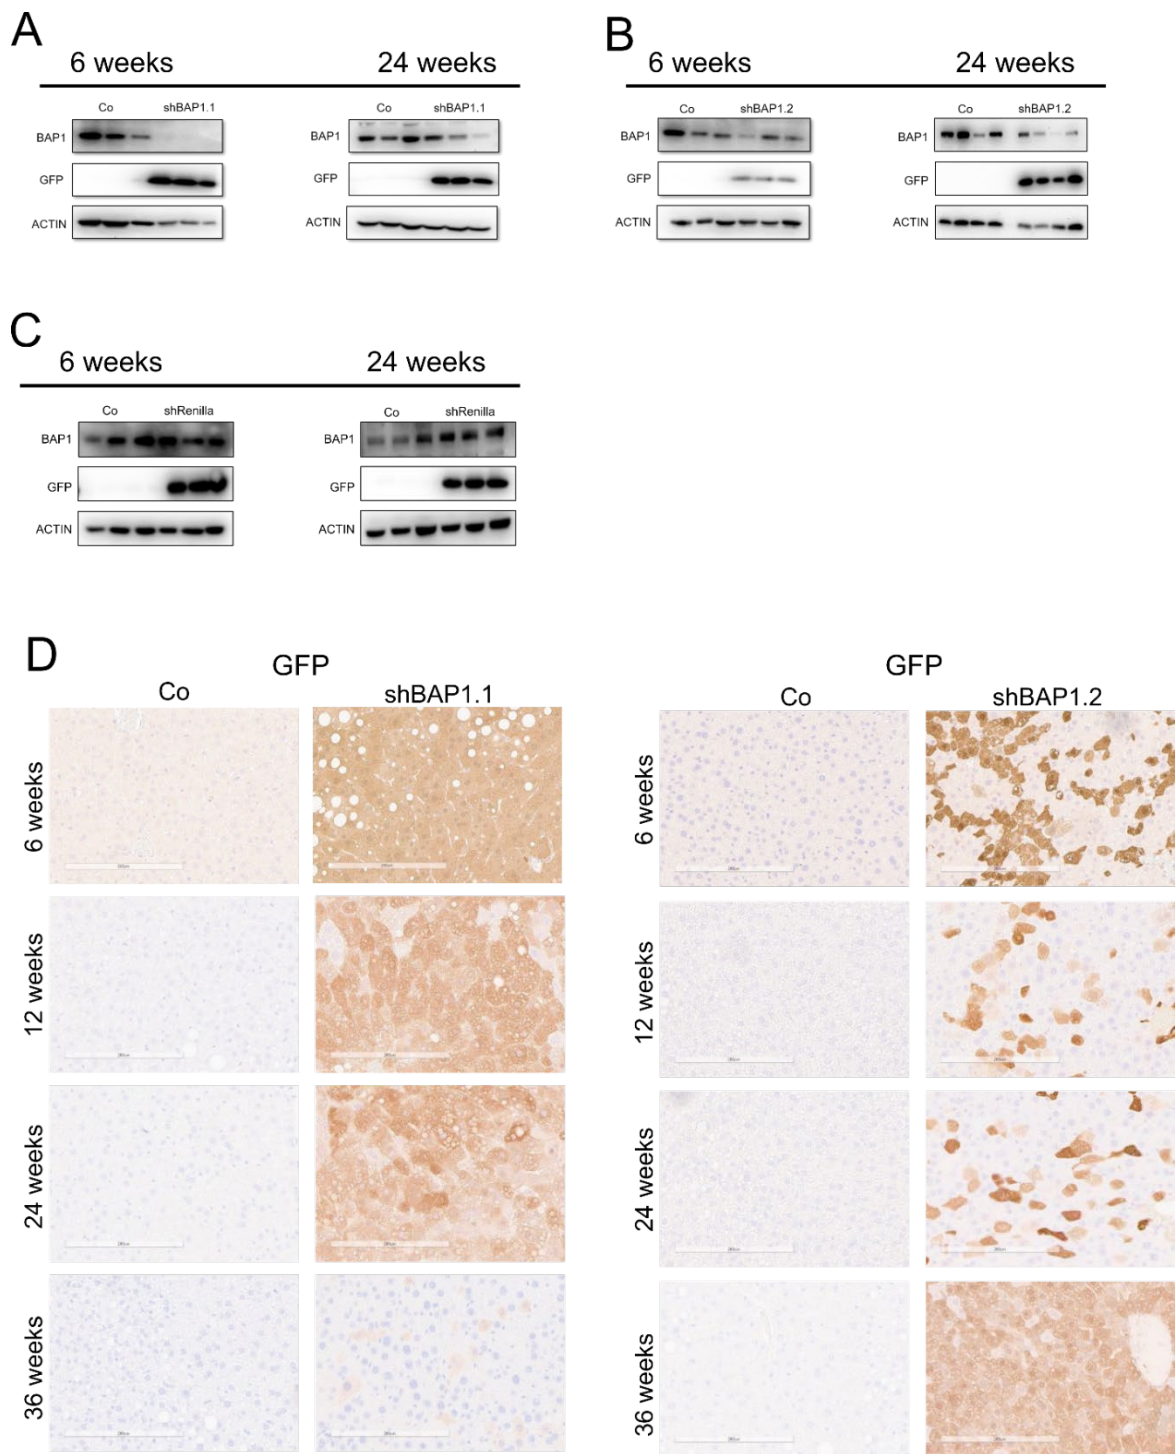 A
6 weeks 24 weeks
Co shBAP1.1 Co shBAP1.1
BAP1 BAP1
GFP GFP
ACTIN ACTIN
B
6 weeks 24 weeks
Co shBAP1.2 Co shBAP1.2
BAP1 BAP1
GFP GFP
ACTIN ACTIN
C
6 weeks 24 weeks
Co shRenilla Co shRenilla
BAP1 BAP1
GFP GFP
ACTIN ACTIN
D
GFP GFP
Co shBAP1.1 Co shBAP1.2
6 weeks 6 weeks
12 weeks 12 weeks
24 weeks 24 weeks
36 weeks 36 weeks